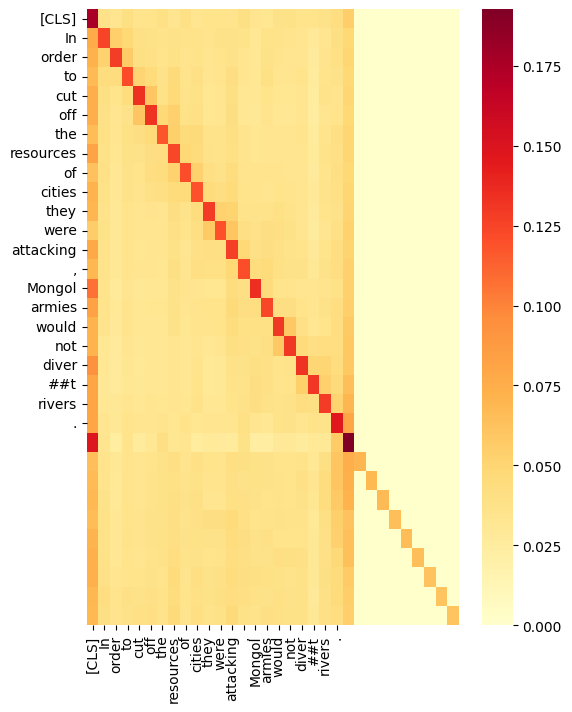 [CLS]
In
order
to
cut
off
the
resources
of
cities
they
were
attacking
,
Mongol
armies
would
not
diver
##t
rivers
.
0.175
0.150
0.125
0.100
0.075
0.050
0.025
0.000
[CLS]
In
order
to
cut
off
the
resources
of
cities
they
were
attacking
,
Mongol
armies
would
not
diver
##t
rivers
.